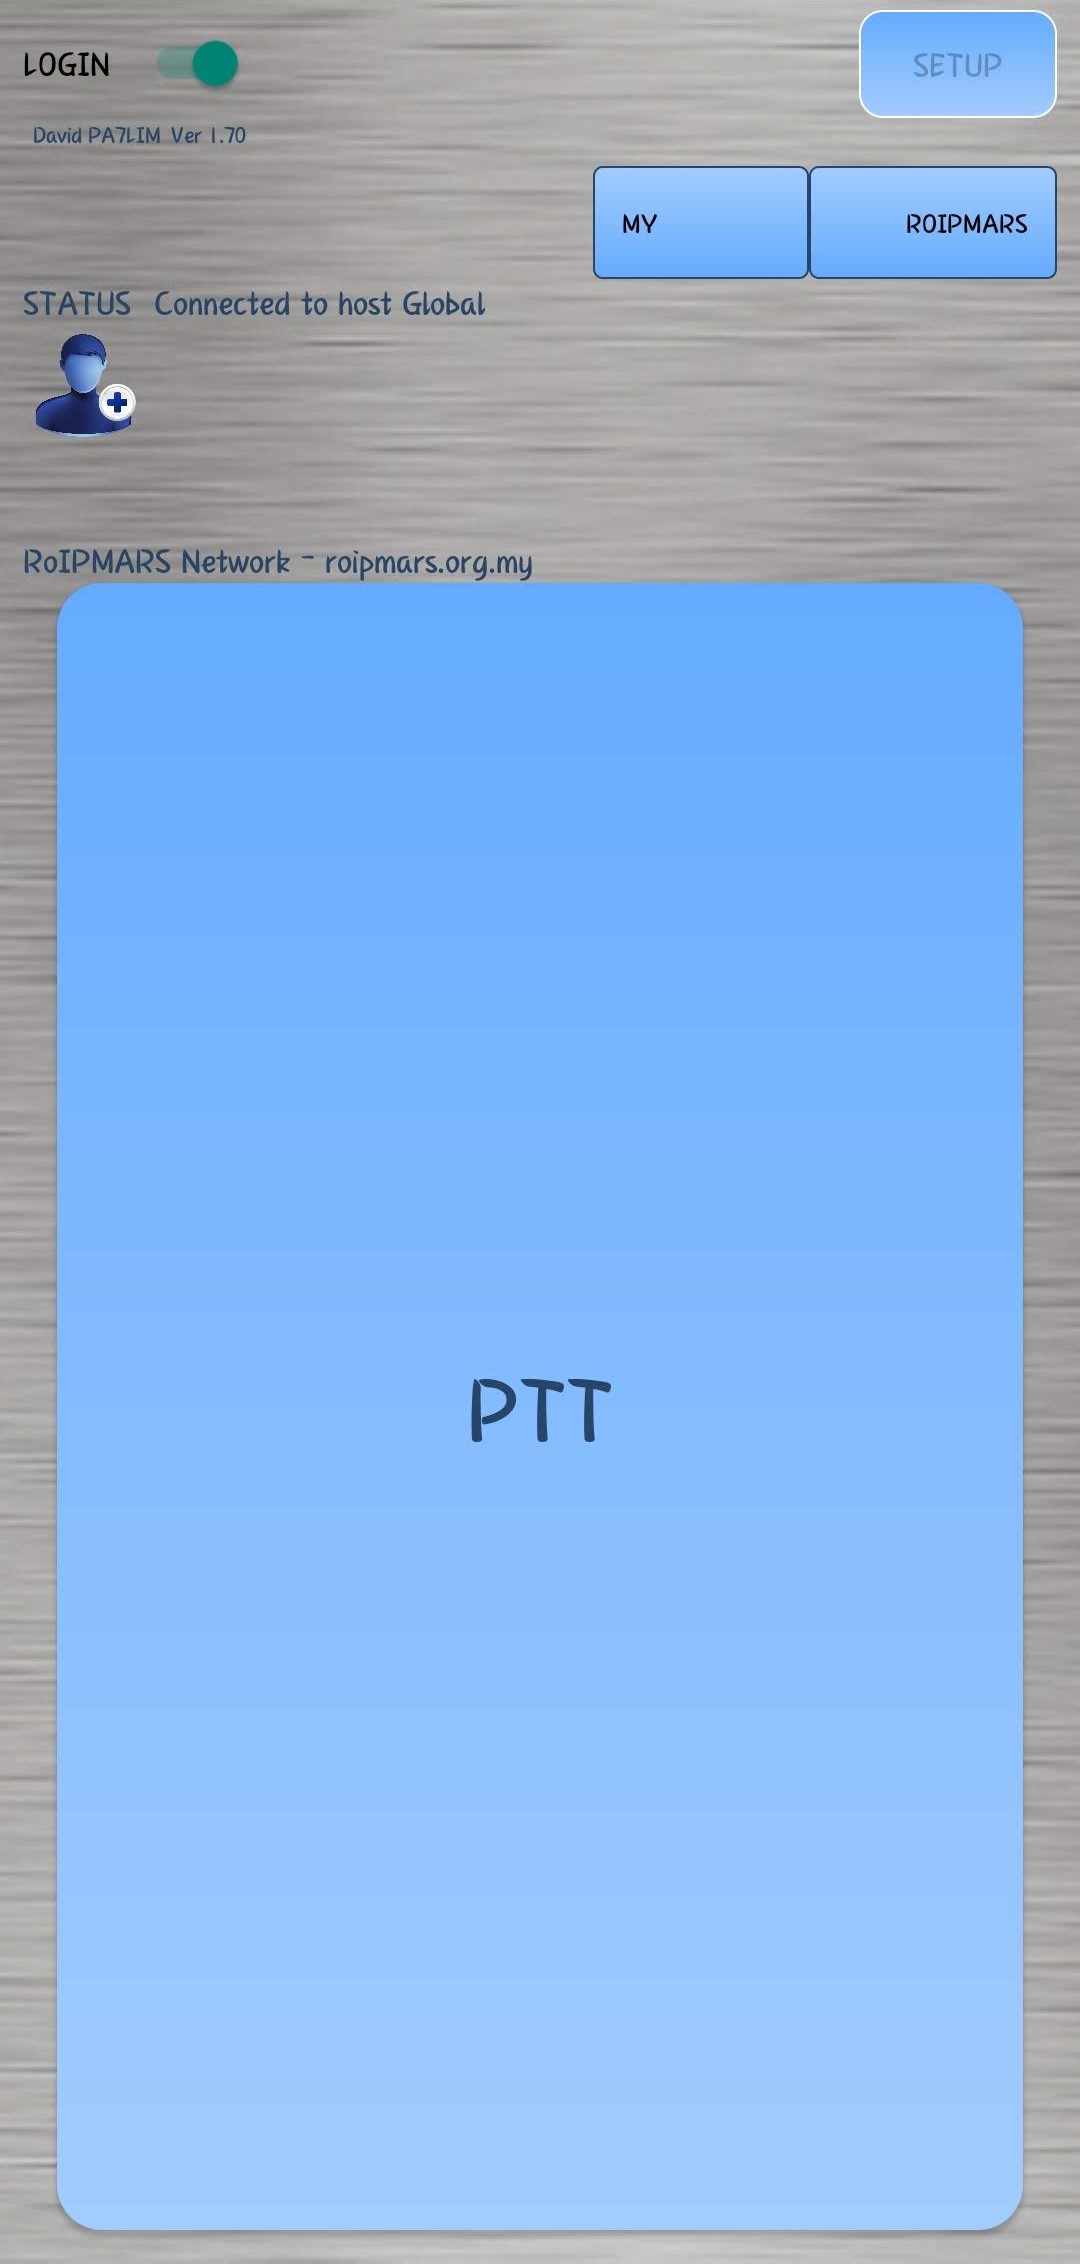 LOGIN
SETUP
David PA7LIM Ver 1.70
MY
ROIPMARS
STATUS Connected to host Global
RoIPMARS Network - roipmars.org.my
PTT